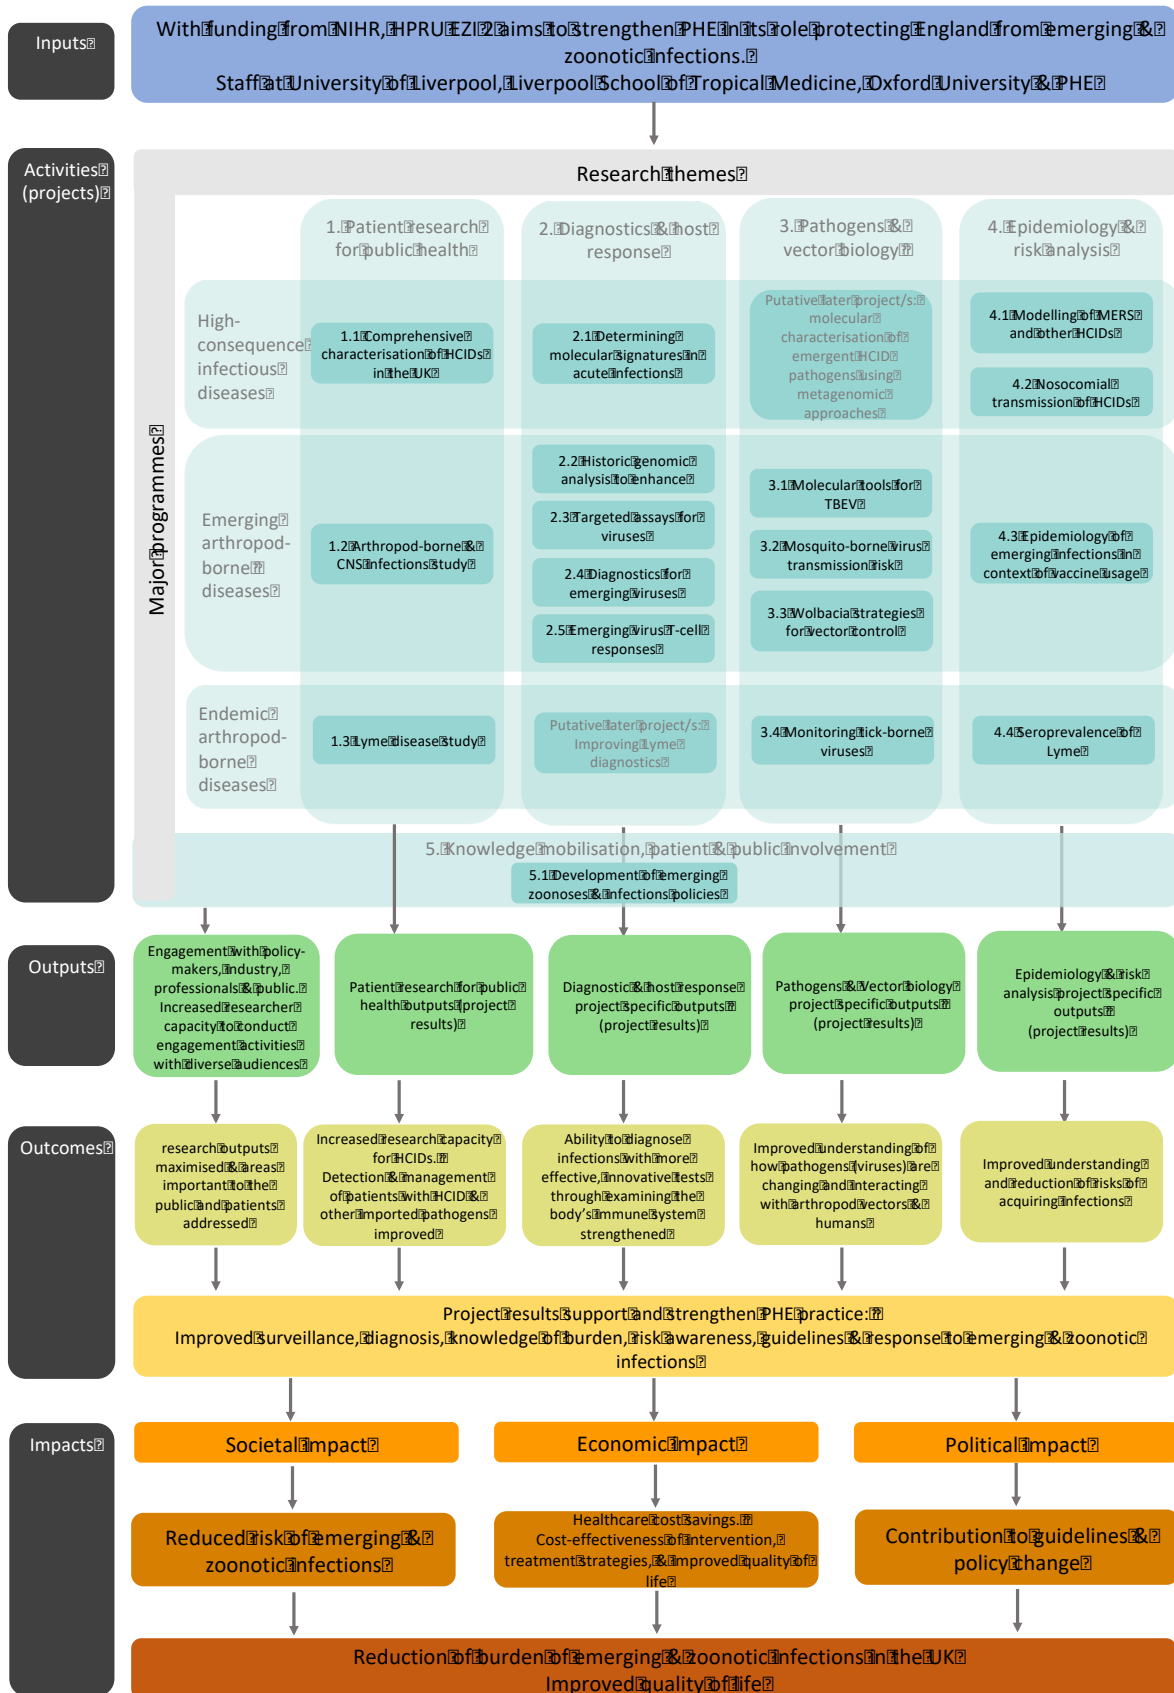 Inputs
With funding from NIHR, HPRU EZI 2 aims to strengthen PHE in its role protecting England from emerging &
zoonotic infections.
Staff at University of Liverpool, Liverpool School of Tropical Medicine, Oxford University & PHE
Activities
(projects)
Research themes
Major programmes
1. Patient research
for public health
2. Diagnostics & host
response
3. Pathogens &
vector biology
4. Epidemiology &
risk analysis
High-
consequence
infectious
diseases
1.1 Comprehensive
characterisation of HCIDs
in the UK
2.1 Determining
molecular signatures in
acute infections
Putative later project/s:
molecular
characterisation of
emergent HCID
pathogens using
metagenomic
approaches
4.1 Modelling of MERS
and other HCIDs
4.2 Nosocomial
transmission of HCIDs
Emerging
arthropod-
borne
diseases
1.2 Arthropod-borne &
CNS infections study
2.2 Historic genomic
analysis to enhance
2.3 Targeted assays for
viruses
2.4 Diagnostics for
emerging viruses
2.5 Emerging virus T-cell
responses
3.1 Molecular tools for
TBEV
3.2 Mosquito-borne virus
transmission risk
3.3 Wolbacia strategies
for vector control
4.3 Epidemiology of
emerging infections in
context of vaccine usage
Endemic
arthropod-
borne
diseases
1.3 Lyme disease study
Putative later project/s:
Improving Lyme
diagnostics
3.4 Monitoring tick-borne
viruses
4.4 Seroprevalence of
Lyme
5. Knowledge mobilisation, patient & public involvement
5.1 Development of emerging
zoonoses & infections policies
Outputs
Engagement with policy-
makers, industry,
professionals & public.
Increased researcher
capacity to conduct
engagement activities
with diverse audiences
Patient research for public
health outputs (project
results)
Diagnostic & host response
project specific outputs
(project results)
Pathogens & Vector biology
project specific outputs
(project results)
Epidemiology & risk
analysis project specific
outputs
(project results)
Outcomes
research outputs
maximised & areas
important to the
public and patients
addressed
Increased research capacity
for HCIDs.
Detection & management
of patients with HCID &
other imported pathogens
improved
Ability to diagnose
infections with more
effective, innovative tests
through examining the
body's immune system
strengthened
Improved understanding of
how pathogens (viruses) are
changing and interacting
with arthropod vectors &
humans
Improved understanding
and reduction of risks of
acquiring infections
Project results support and strengthen PHE practice:
Improved surveillance, diagnosis, knowledge of burden, risk awareness, guidelines & response to emerging & zoonotic
infections
Impacts
Societal impact
Economic impact
Political impact
Reduced risk of emerging &
zoonotic infections
Healthcare cost savings.
Cost-effectiveness of intervention,
treatment strategies, & improved quality of
life
Contribution to guidelines &
policy change
Reduction of burden of emerging & zoonotic infections in the UK
Improved quality of life